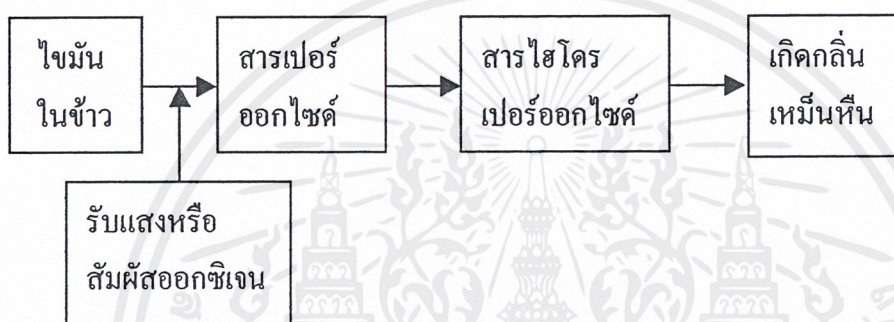 ไขมัน
ในข้าว
สารเปอร์
ออกไซด์
สารไฮโดร
เปอร์ออกไซด์
เกิดกลิ่น
เหม็นหืน
รับแสงหรือ
สัมผัสออกซิเจน